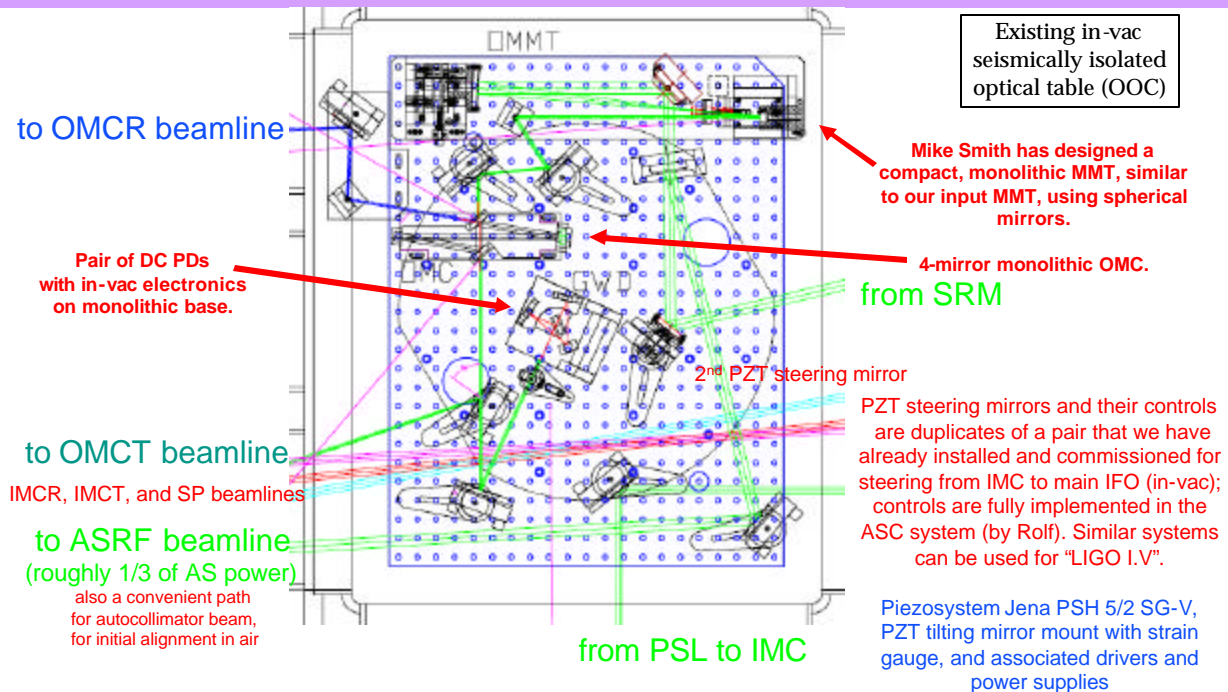 OMMT
Existing in-vac
seismically isolated
optical table (OOC)
to OMCR beamline
Mike Smith has designed a
compact, monolithic MMT, similar
to our input MMT, using spherical
mirrors.
Pair of DC PDs
with in-vac electronics
on monolithic base.
OMC
GWD
4-mirror monolithic OMC.
from SRM
2nd PZT steering mirror
PZT steering mirrors and their controls
are duplicates of a pair that we have
already installed and commissioned for
steering from IMC to main IFO (in-vac);
controls are fully implemented in the
ASC system (by Rolf). Similar systems
can be used for “LIGO I.V”.
to OMCT beamline
IMCR, IMCT, and SP beamlines
to ASRF beamline
(roughly 1/3 of AS power)
also a convenient path
for autocollimator beam,
for initial alignment in air
from PSL to IMC
Piezosystem Jena PSH 5/2 SG-V,
PZT tilting mirror mount with strain
gauge, and associated drivers and
power supplies